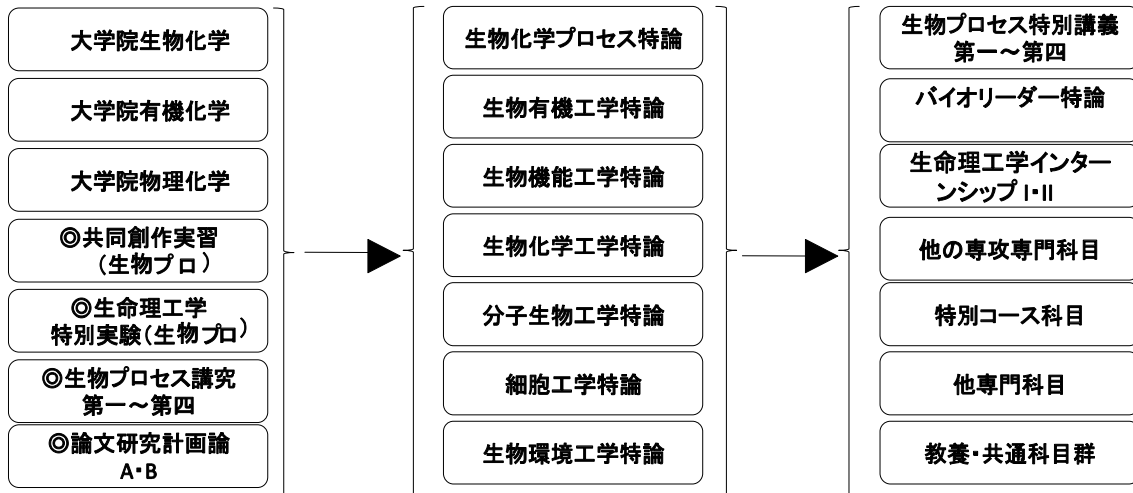 大学院生物化学
大学院有機化学
大学院物理化学
◎共同創作実習
(生物プロ)
◎生命理工学
特別実験(生物プロ)
◎生物プロセス講究
第一～第四
◎論文研究計画論
A・B
生物化学プロセス特論
生物有機工学特論
生物機能工学特論
生物化学工学特論
分子生物工学特論
細胞工学特論
生物環境工学特論
生物プロセス特別講義
第一～第四
バイオリーダー特論
生命理工学インター
ンシップ I・II
他の専攻専門科目
特別コース科目
他専門科目
教養・共通科目群